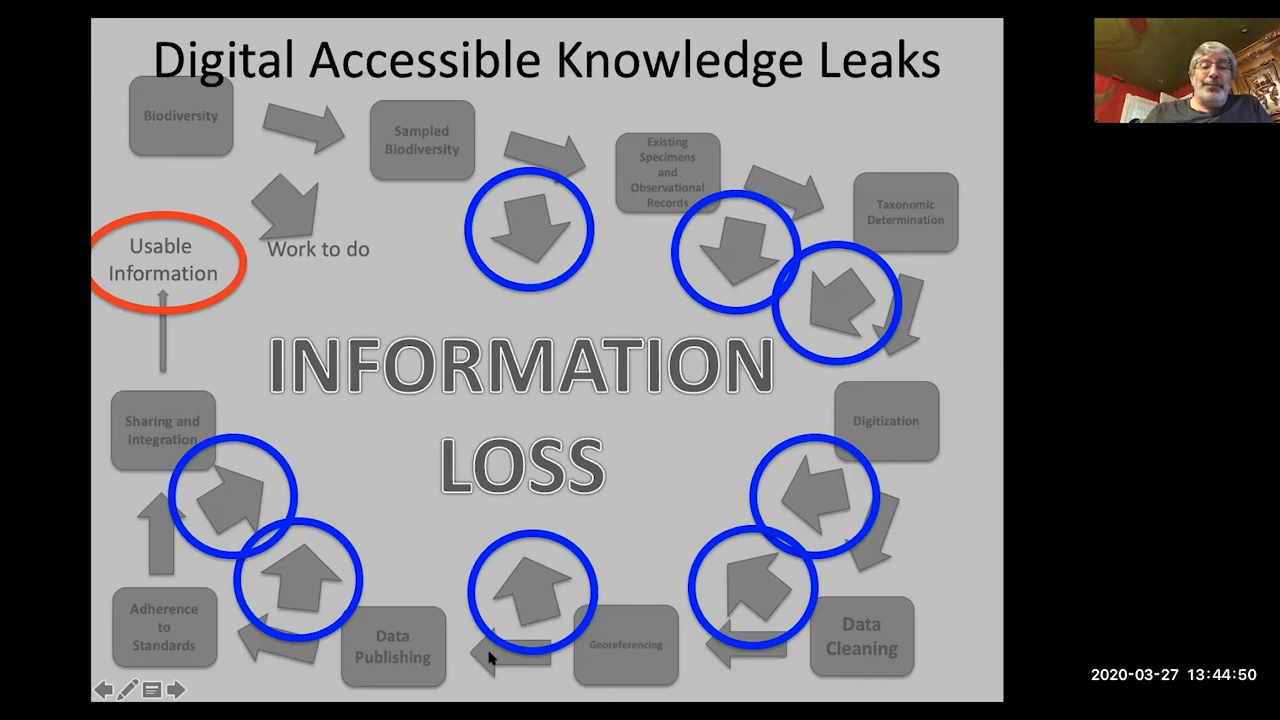 Digital Accessible Knowledge Leaks
Biodiversity
Sampled
Biodiversity
Existing
Specimens
and
Observational
Records
Taxonomic
Determination
Usable
Information
Work to do
INFORMATION
LOSS
Sharing and
Integration
Digitization
Adherence
to
Standards
Data
Publishing
Georeferencing
Data
Cleaning
2020-03-27 13:44:50